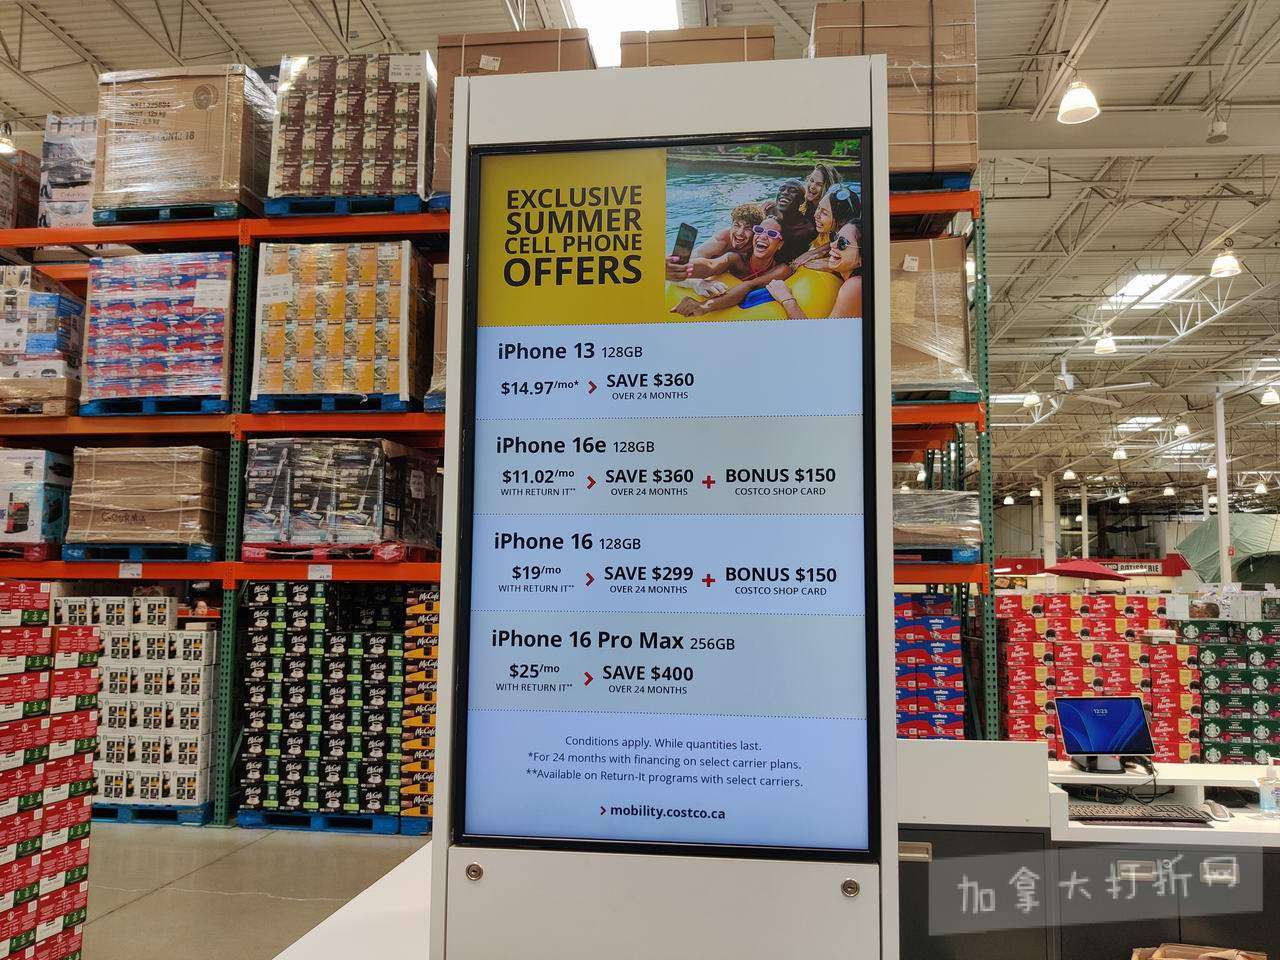 EXCLUSIVE
SUMMER
CELL PHONE
OFFERS
iPhone 13 128GB
$14.97/mo* > SAVE $360
OVER 24 MONTHS
iPhone 16e 128GB
$11.02/mo > SAVE $360 + BONUS $150
WITH RETURN IT** OVER 24 MONTHS COSTCO SHOP CARD
iPhone 16 128GB
$19/mo > SAVE $299 + BONUS $150
WITH RETURN IT** OVER 24 MONTHS COSTCO SHOP CARD
iPhone 16 Pro Max 256GB
$25/mo > SAVE $400
WITH RETURN IT** OVER 24 MONTHS
Conditions apply. While quantities last.
*For 24 months with financing on select carrier plans.
**Available on Return-It programs with select carriers.
> mobility.costco.ca
McCafé
Tim Hortons
12:23
加拿大打折网